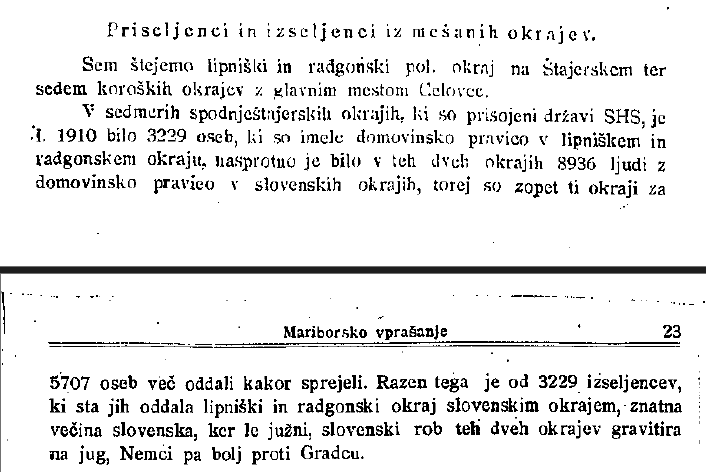 Priseljenci in izseljenci iz mešanih okrajev.
Sem štejemo lipniški in radgonski pol. okraj na Štajerskem ter
sedem koroških okrajev z glavnim mestom Celovec.
V sedmerih spodnještajerskih okrajih, ki so prisojeni državi SHS, je
l. 1910 bilo 3229 oseb, ki so imele domovinsko pravico v lipniškem in
radgonskem okraju, nasprotno je bilo v teh dveh okrajih 8936 ljudi z
domovinsko pravico v slovenskih okrajih, torej so zopet ti okraji za
Mariborsko vprašanje 23
5707 oseb več oddali kakor sprejeli. Razen tega je od 3229 izseljencev,
ki sta jih oddala lipniški in radgonski okraj slovenskim okrajem, znatna
večina slovenska, ker le južni, slovenski rob teh dveh okrajev gravitira
na jug, Nemci pa bolj proti Gradcu.